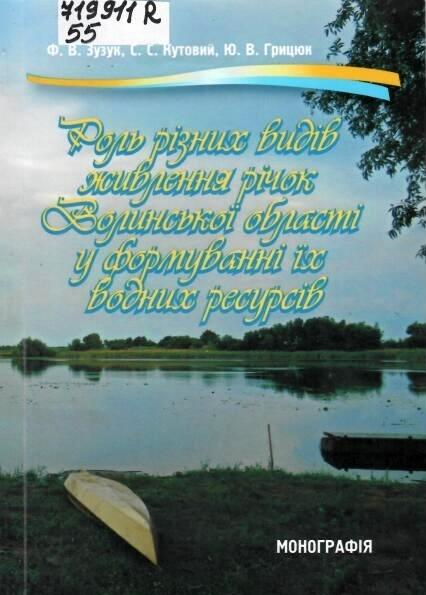 719911 R
55
Ф. В. Зузук, С. С. Кутовий, Ю. В. Грицюк
Роль різних видів
живлення річок
Волинської області
у формуванні їх
водних ресурсів
МОНОГРАФІЯ